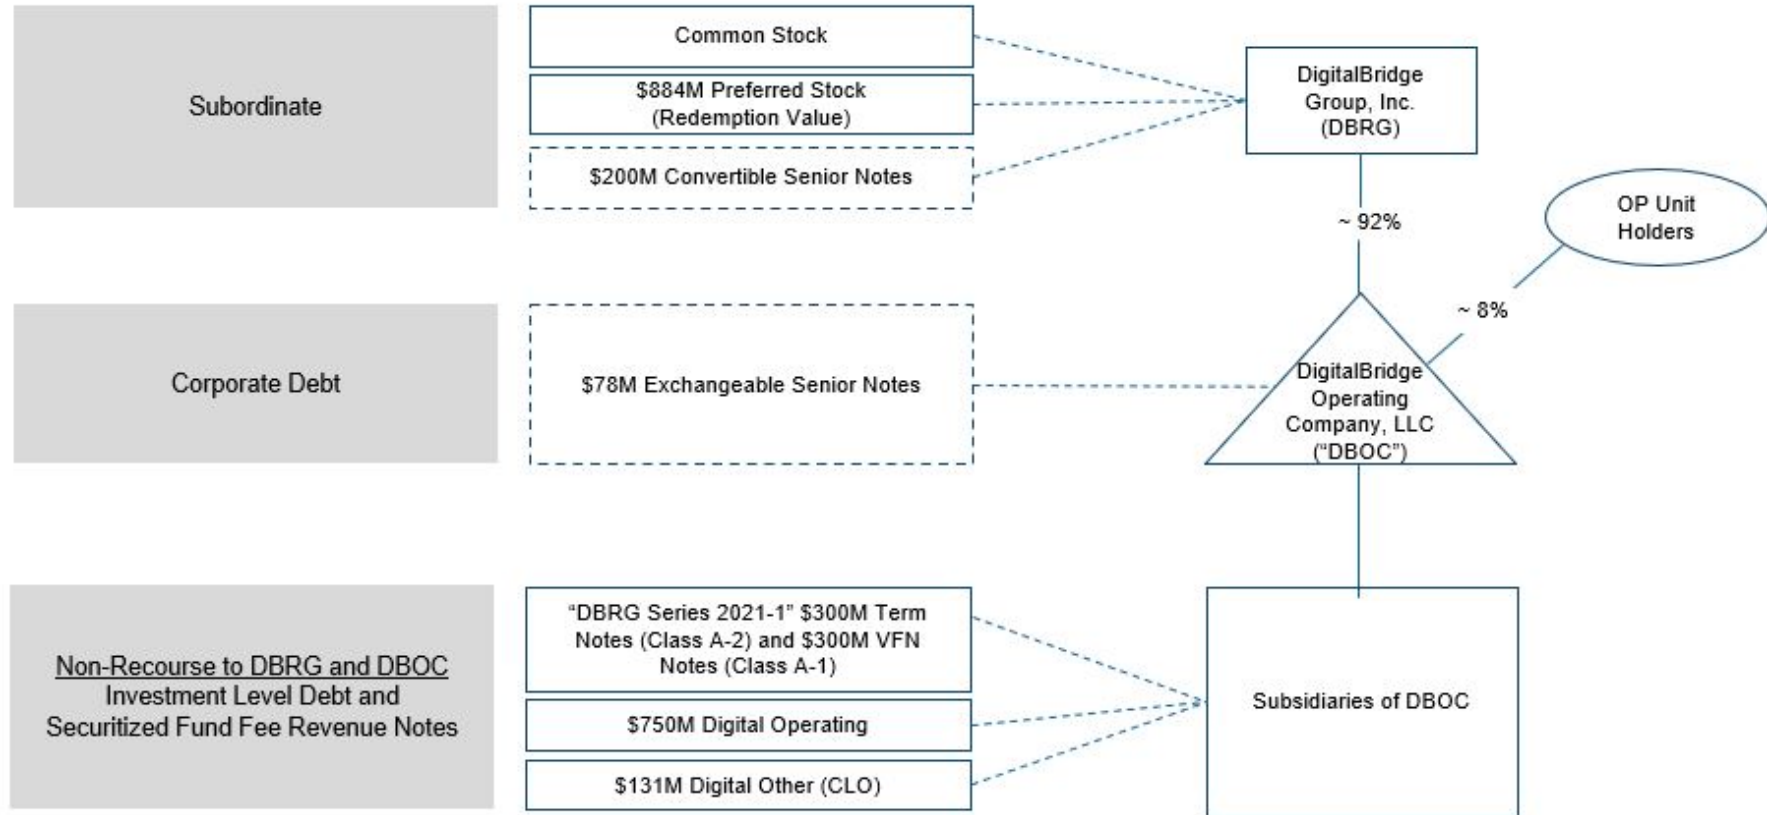 Subordinate
Common Stock
$884M Preferred Stock
(Redemption Value)
$200M Convertible Senior Notes
DigitalBridge
Group, Inc.
(DBRG)
~ 92%
OP Unit
Holders
~ 8%
Corporate Debt
$78M Exchangeable Senior Notes
DigitalBridge
Operating
Company, LLC
(“DBOC”)
Non-Recourse to DBRG and DBOC
Investment Level Debt and
Securitized Fund Fee Revenue Notes
“DBRG Series 2021-1” $300M Term
Notes (Class A-2) and $300M VFN
Notes (Class A-1)
$750M Digital Operating
$131M Digital Other (CLO)
Subsidiaries of DBOC